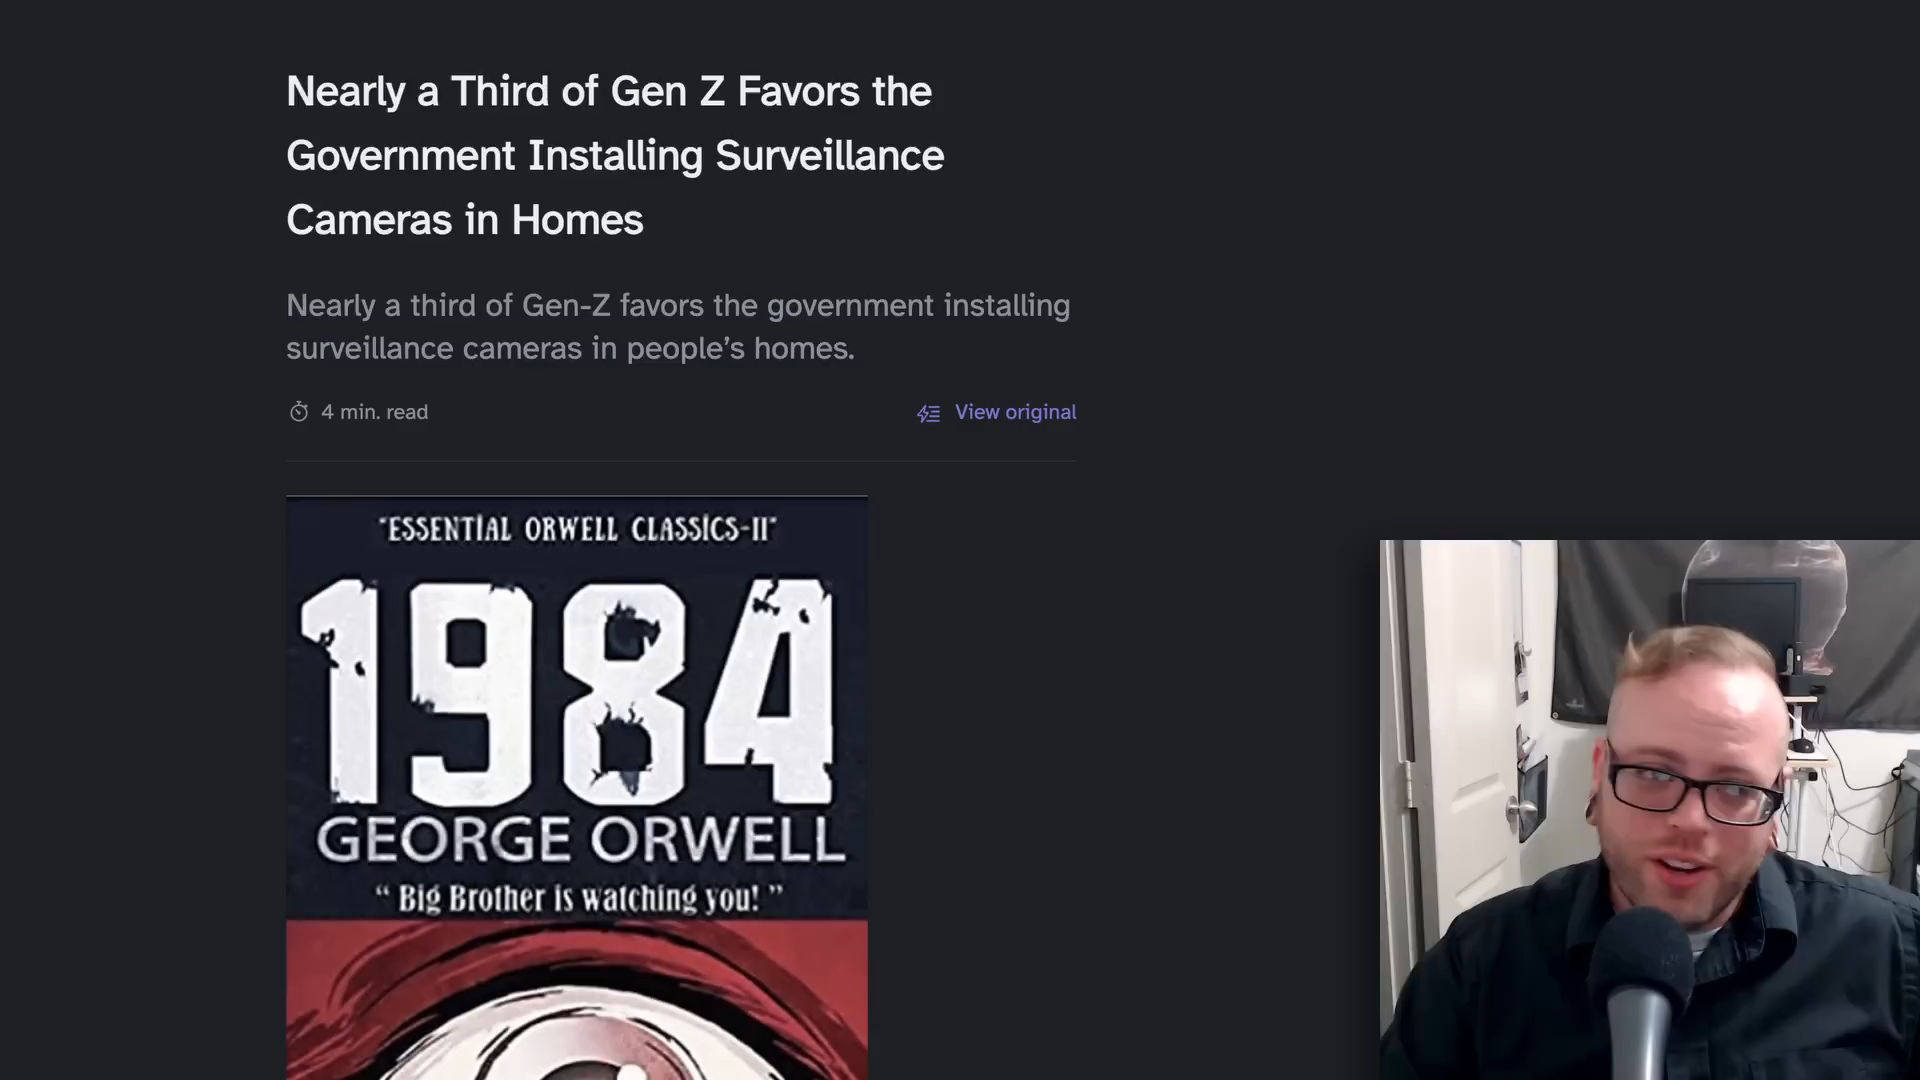 Nearly a Third of Gen Z Favors the
Government Installing Surveillance
Cameras in Homes
Nearly a third of Gen-Z favors the government installing
surveillance cameras in people’s homes.
4 min. read
View original
"ESSENTIAL ORWELL CLASSICS-II"
1984
GEORGE ORWELL
“ Big Brother is watching you! ”